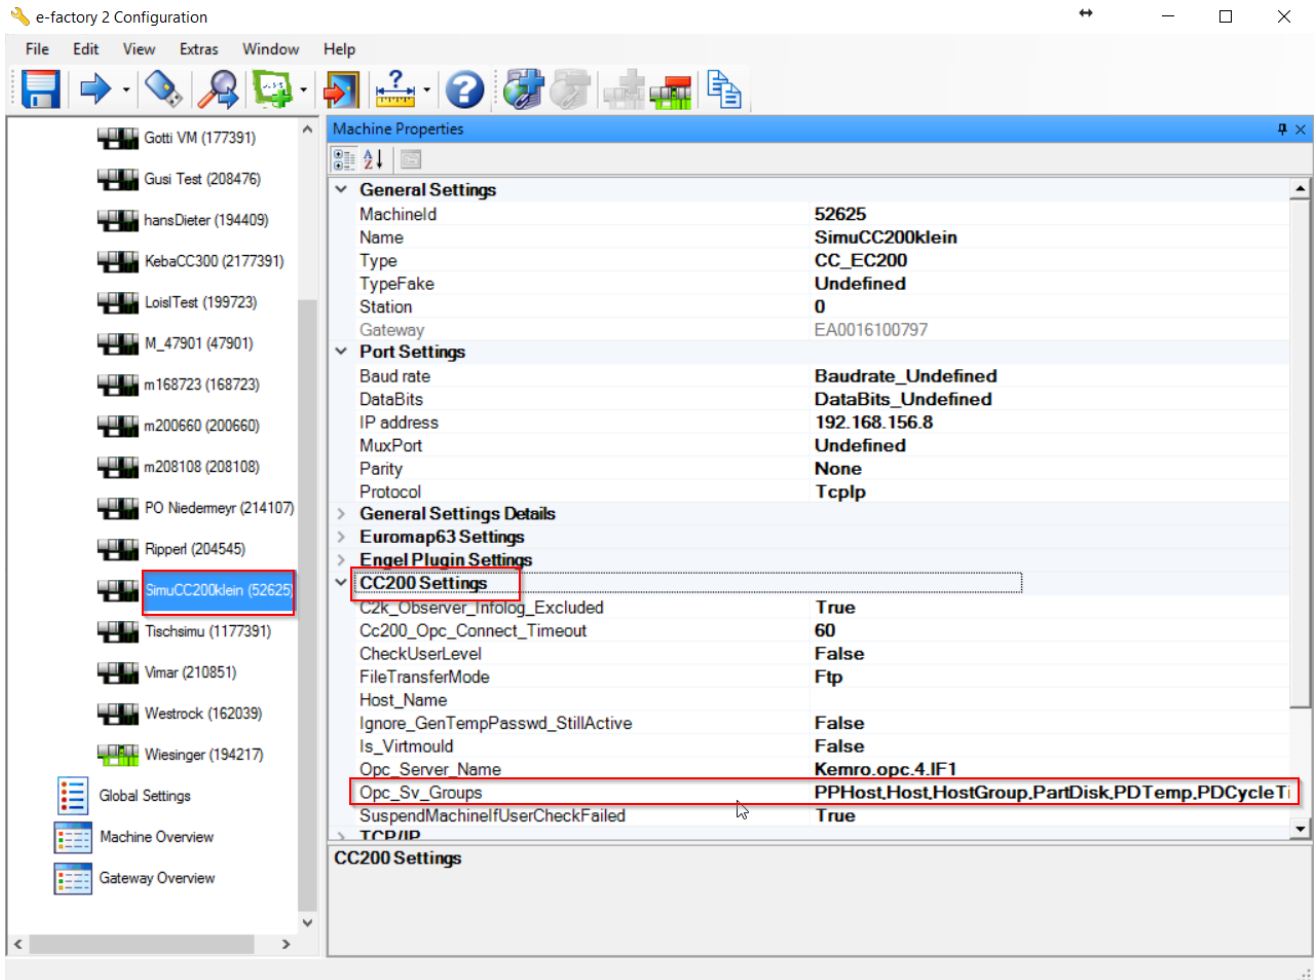 e-factory 2 Configuration
File Edit View Extras Window Help
Gotti VM (177391)
Gusi Test (208476)
hansDieter (194409)
KebaCC300 (2177391)
LoislTest (199723)
M_47901 (47901)
m168723 (168723)
m200660 (200660)
m208108 (208108)
PO Niedermeyr (214107)
Ripperl (204545)
SimuCC200klein (52625)
Tischsimu (1177391)
Vimar (210851)
Westrock (162039)
Wiesinger (194217)
Global Settings
Machine Overview
Gateway Overview
Machine Properties
General Settings
MachineId 52625
Name SimuCC200klein
Type CC_EC200
TypeFake Undefined
Station 0
Gateway EA0016100797
Port Settings
Baud rate Baudrate_Undefined
DataBits DataBits_Undefined
IP address 192.168.156.8
MuxPort Undefined
Parity None
Protocol TcpIp
General Settings Details
Euromap63 Settings
Engel Plugin Settings
CC200 Settings
C2k_Observer_Infolog_Excluded True
Cc200_Opc_Connect_Timeout 60
CheckUserLevel False
FileTransferMode Ftp
Host_Name
Ignore_GenTempPasswd_StillActive False
Is_Virtmould False
Opc_Server_Name Kemro.opc.4.IF1
Opc_Sv_Groups PPHost,Host,HostGroup,PartDisk,PDTemp,PDCycleTi
SuspendMachineIfUserCheckFailed True
TCP/IP
CC200 Settings